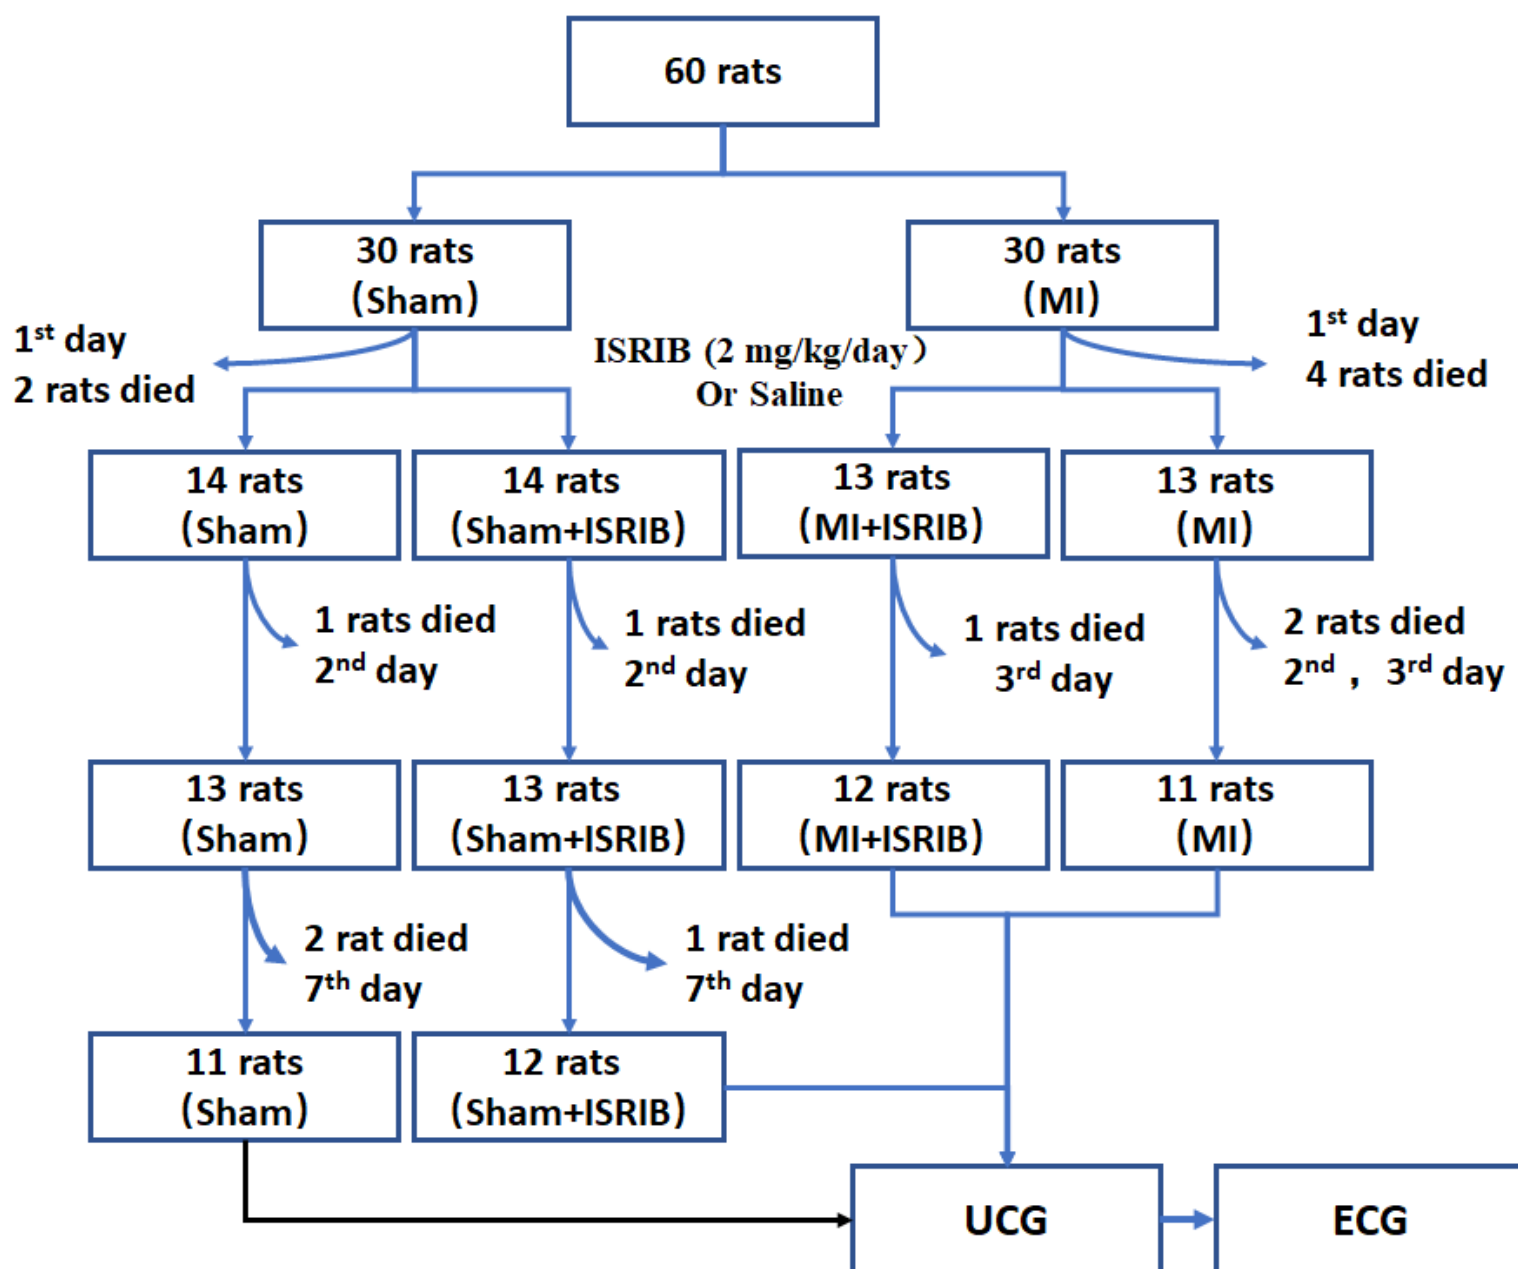 60 rats
30 rats
(Sham)
30 rats
(MI)
1st day
2 rats died
ISRIB (2 mg/kg/day)
Or Saline
1st day
4 rats died
14 rats
(Sham)
14 rats
(Sham+ISRIB)
13 rats
(MI+ISRIB)
13 rats
(MI)
1 rats died
2nd day
1 rats died
2nd day
1 rats died
3rd day
2 rats died
2nd , 3rd day
13 rats
(Sham)
13 rats
(Sham+ISRIB)
12 rats
(MI+ISRIB)
11 rats
(MI)
2 rat died
7th day
1 rat died
7th day
11 rats
(Sham)
12 rats
(Sham+ISRIB)
UCG
ECG